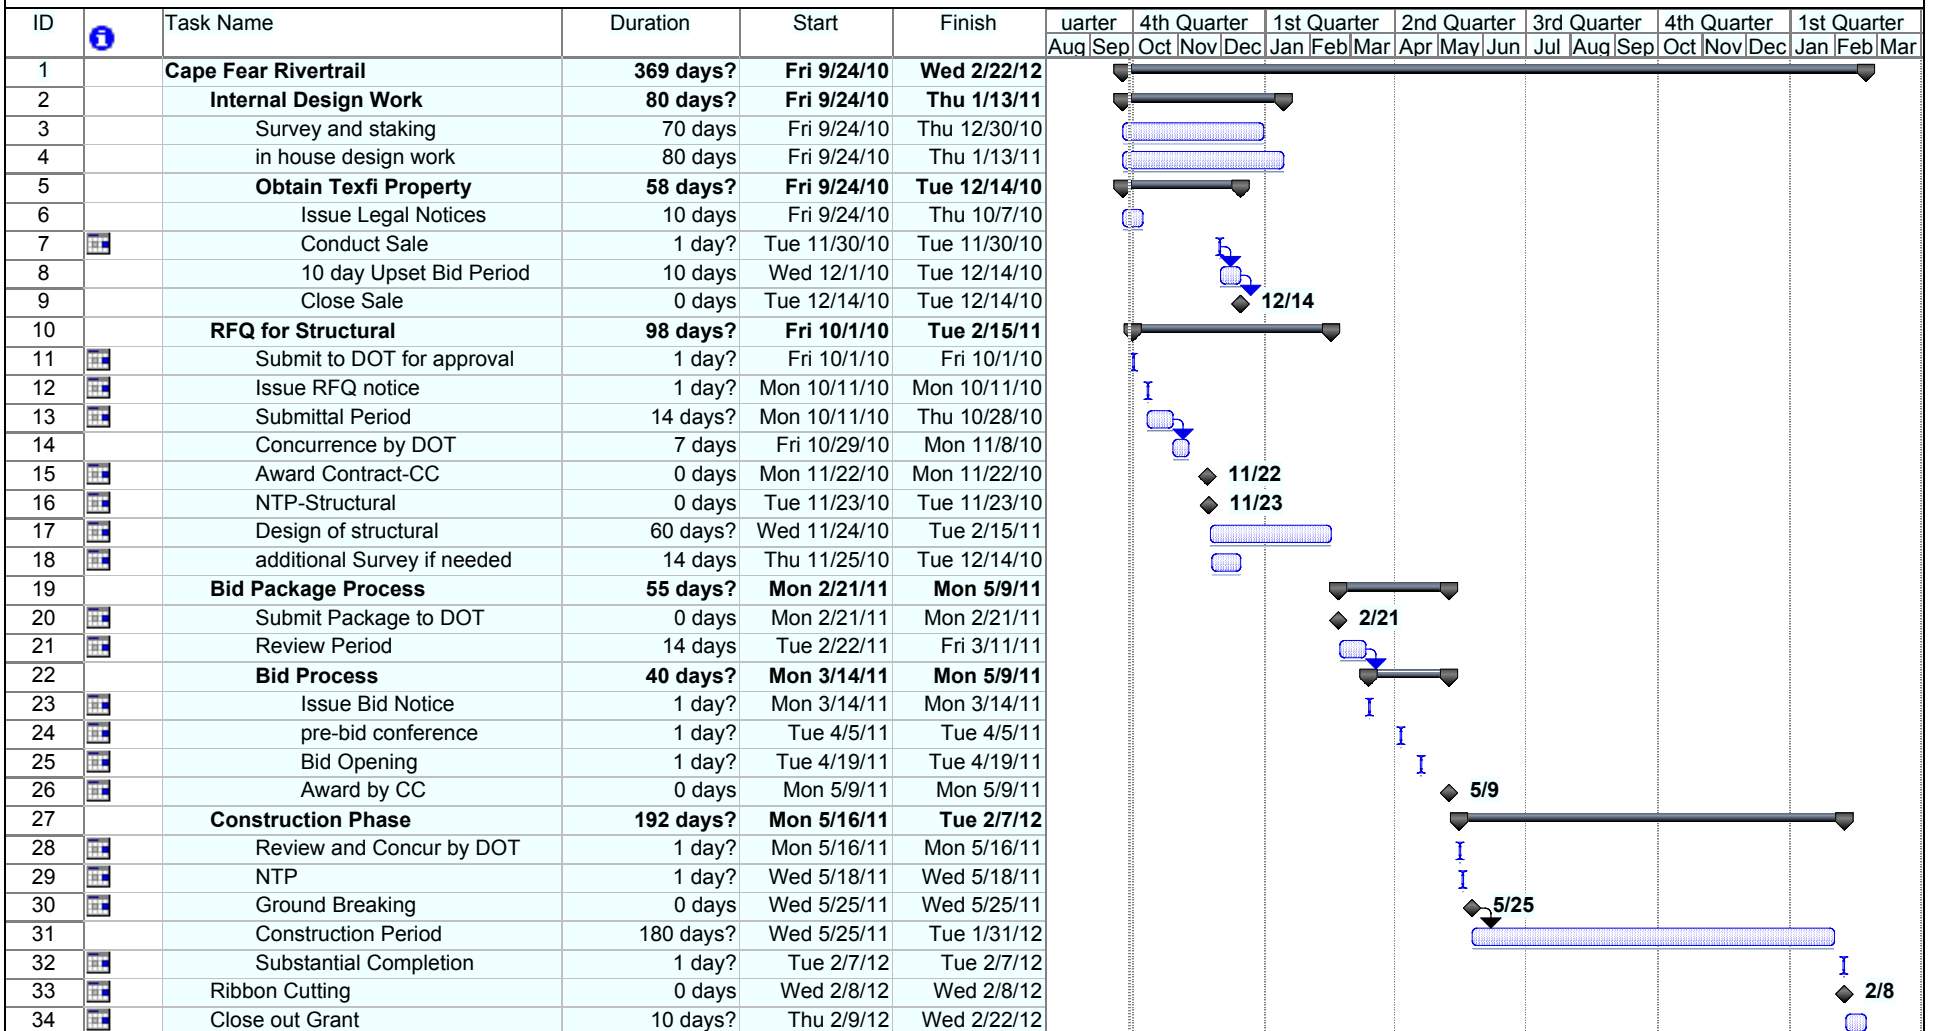 ID Task Name Duration Start Finish uarter 4th Quarter 1st Quarter 2nd Quarter 3rd Quarter 4th Quarter 1st Quarter
i Aug Sep Oct Nov Dec Jan Feb Mar Apr May Jun Jul Aug Sep Oct Nov Dec Jan Feb Mar
1 Cape Fear Rivertrail 369 days? Fri 9/24/10 Wed 2/22/12
2 Internal Design Work 80 days? Fri 9/24/10 Thu 1/13/11
3 Survey and staking 70 days Fri 9/24/10 Thu 12/30/10
4 in house design work 80 days Fri 9/24/10 Thu 1/13/11
5 Obtain Texfi Property 58 days? Fri 9/24/10 Tue 12/14/10
6 Issue Legal Notices 10 days Fri 9/24/10 Thu 10/7/10
7 Conduct Sale 1 day? Tue 11/30/10 Tue 11/30/10
8 10 day Upset Bid Period 10 days Wed 12/1/10 Tue 12/14/10
9 Close Sale 0 days Tue 12/14/10 Tue 12/14/10 12/14
10 RFQ for Structural 98 days? Fri 10/1/10 Tue 2/15/11
11 Submit to DOT for approval 1 day? Fri 10/1/10 Fri 10/1/10
12 Issue RFQ notice 1 day? Mon 10/11/10 Mon 10/11/10
13 Submittal Period 14 days? Mon 10/11/10 Thu 10/28/10
14 Concurrence by DOT 7 days Fri 10/29/10 Mon 11/8/10
15 Award Contract-CC 0 days Mon 11/22/10 Mon 11/22/10 11/22
16 NTP-Structural 0 days Tue 11/23/10 Tue 11/23/10 11/23
17 Design of structural 60 days? Wed 11/24/10 Tue 2/15/11
18 additional Survey if needed 14 days Thu 11/25/10 Tue 12/14/10
19 Bid Package Process 55 days? Mon 2/21/11 Mon 5/9/11
20 Submit Package to DOT 0 days Mon 2/21/11 Mon 2/21/11 2/21
21 Review Period 14 days Tue 2/22/11 Fri 3/11/11
22 Bid Process 40 days? Mon 3/14/11 Mon 5/9/11
23 Issue Bid Notice 1 day? Mon 3/14/11 Mon 3/14/11
24 pre-bid conference 1 day? Tue 4/5/11 Tue 4/5/11
25 Bid Opening 1 day? Tue 4/19/11 Tue 4/19/11
26 Award by CC 0 days Mon 5/9/11 Mon 5/9/11 5/9
27 Construction Phase 192 days? Mon 5/16/11 Tue 2/7/12
28 Review and Concur by DOT 1 day? Mon 5/16/11 Mon 5/16/11
29 NTP 1 day? Wed 5/18/11 Wed 5/18/11
30 Ground Breaking 0 days Wed 5/25/11 Wed 5/25/11 5/25
31 Construction Period 180 days? Wed 5/25/11 Tue 1/31/12
32 Substantial Completion 1 day? Tue 2/7/12 Tue 2/7/12
33 Ribbon Cutting 0 days Wed 2/8/12 Wed 2/8/12 2/8
34 Close out Grant 10 days? Thu 2/9/12 Wed 2/22/12